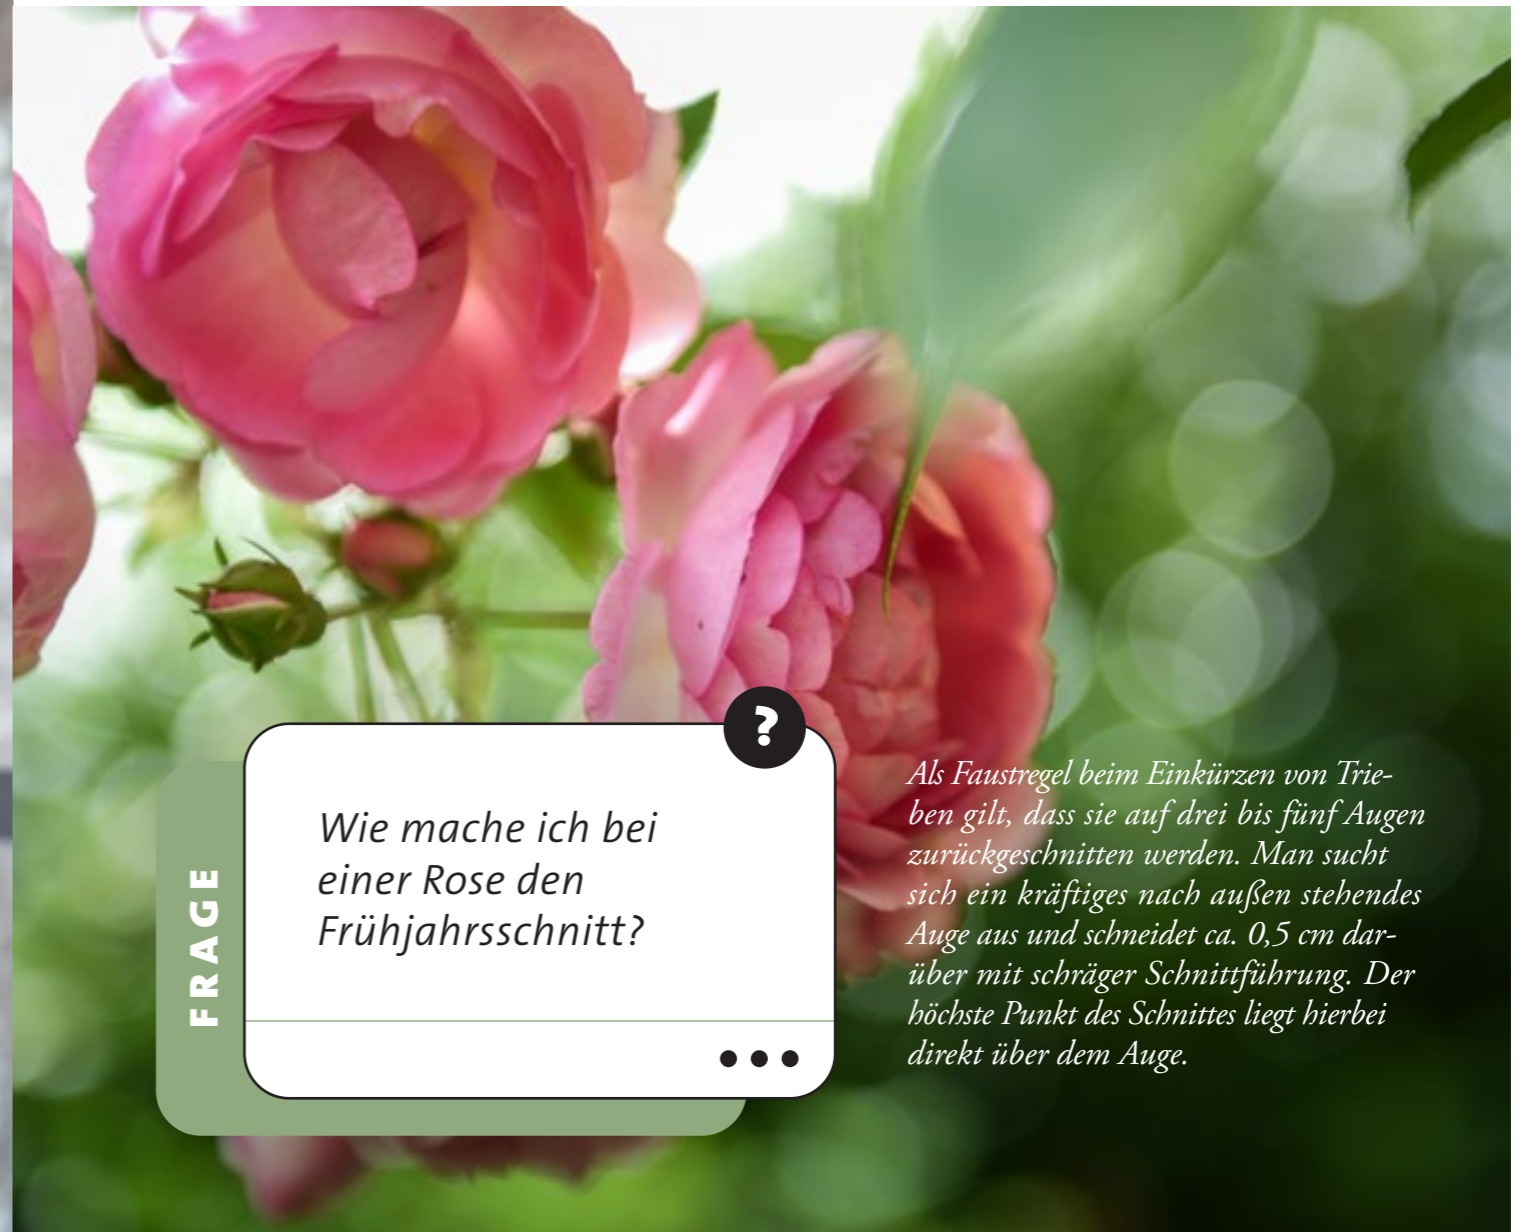 FRAGE
?
Wie mache ich bei
einer Rose den
Frühjahrsschnitt?
Als Faustregel beim Einkürzen von Trie-
ben gilt, dass sie auf drei bis fünf Augen
zurückgeschnitten werden. Man sucht
sich ein kräftiges nach außen stehendes
Auge aus und schneidet ca. 0,5 cm dar-
über mit schräger Schnittführung. Der
höchste Punkt des Schnittes liegt hierbei
direkt über dem Auge.